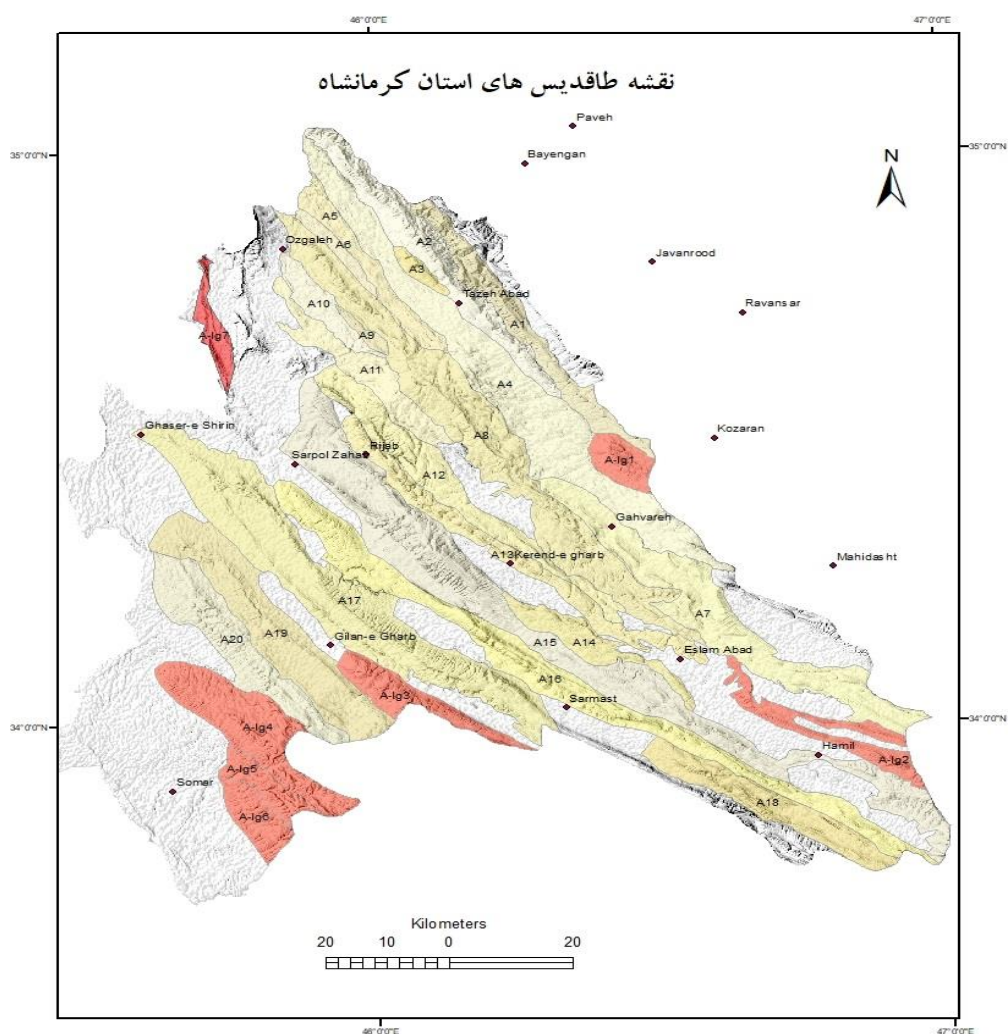 46°0'0"E
47°0'0"E
نقشه طاقدیس های استان کرمانشاه
Paveh
35°0'0"N
35°0'0"N
Bayengan
N
A5
A2
Ozgaleh
A6
Javanrood
A3
Tazeh Abad
A10
Ravansar
A1
A-Ig7
A9
A11
A4
Ghaser-e Shirin
A8
Kozaran
Rijab
Sarpol Zahab
A-Ig1
A12
Gahvareh
A13
Kerend-e gharb
Mahidasht
A17
A7
A19
A20
Gilan-e Gharb
A15
A14
Eslam Abad
A16
A-Ig3
Sarmast
34°0'0"N
34°0'0"N
A-Ig4
Hamil
A-Ig2
A-Ig5
Somar
A18
A-Ig6
Kilometers
20 10 0 20
46°0'0"E
47°0'0"E